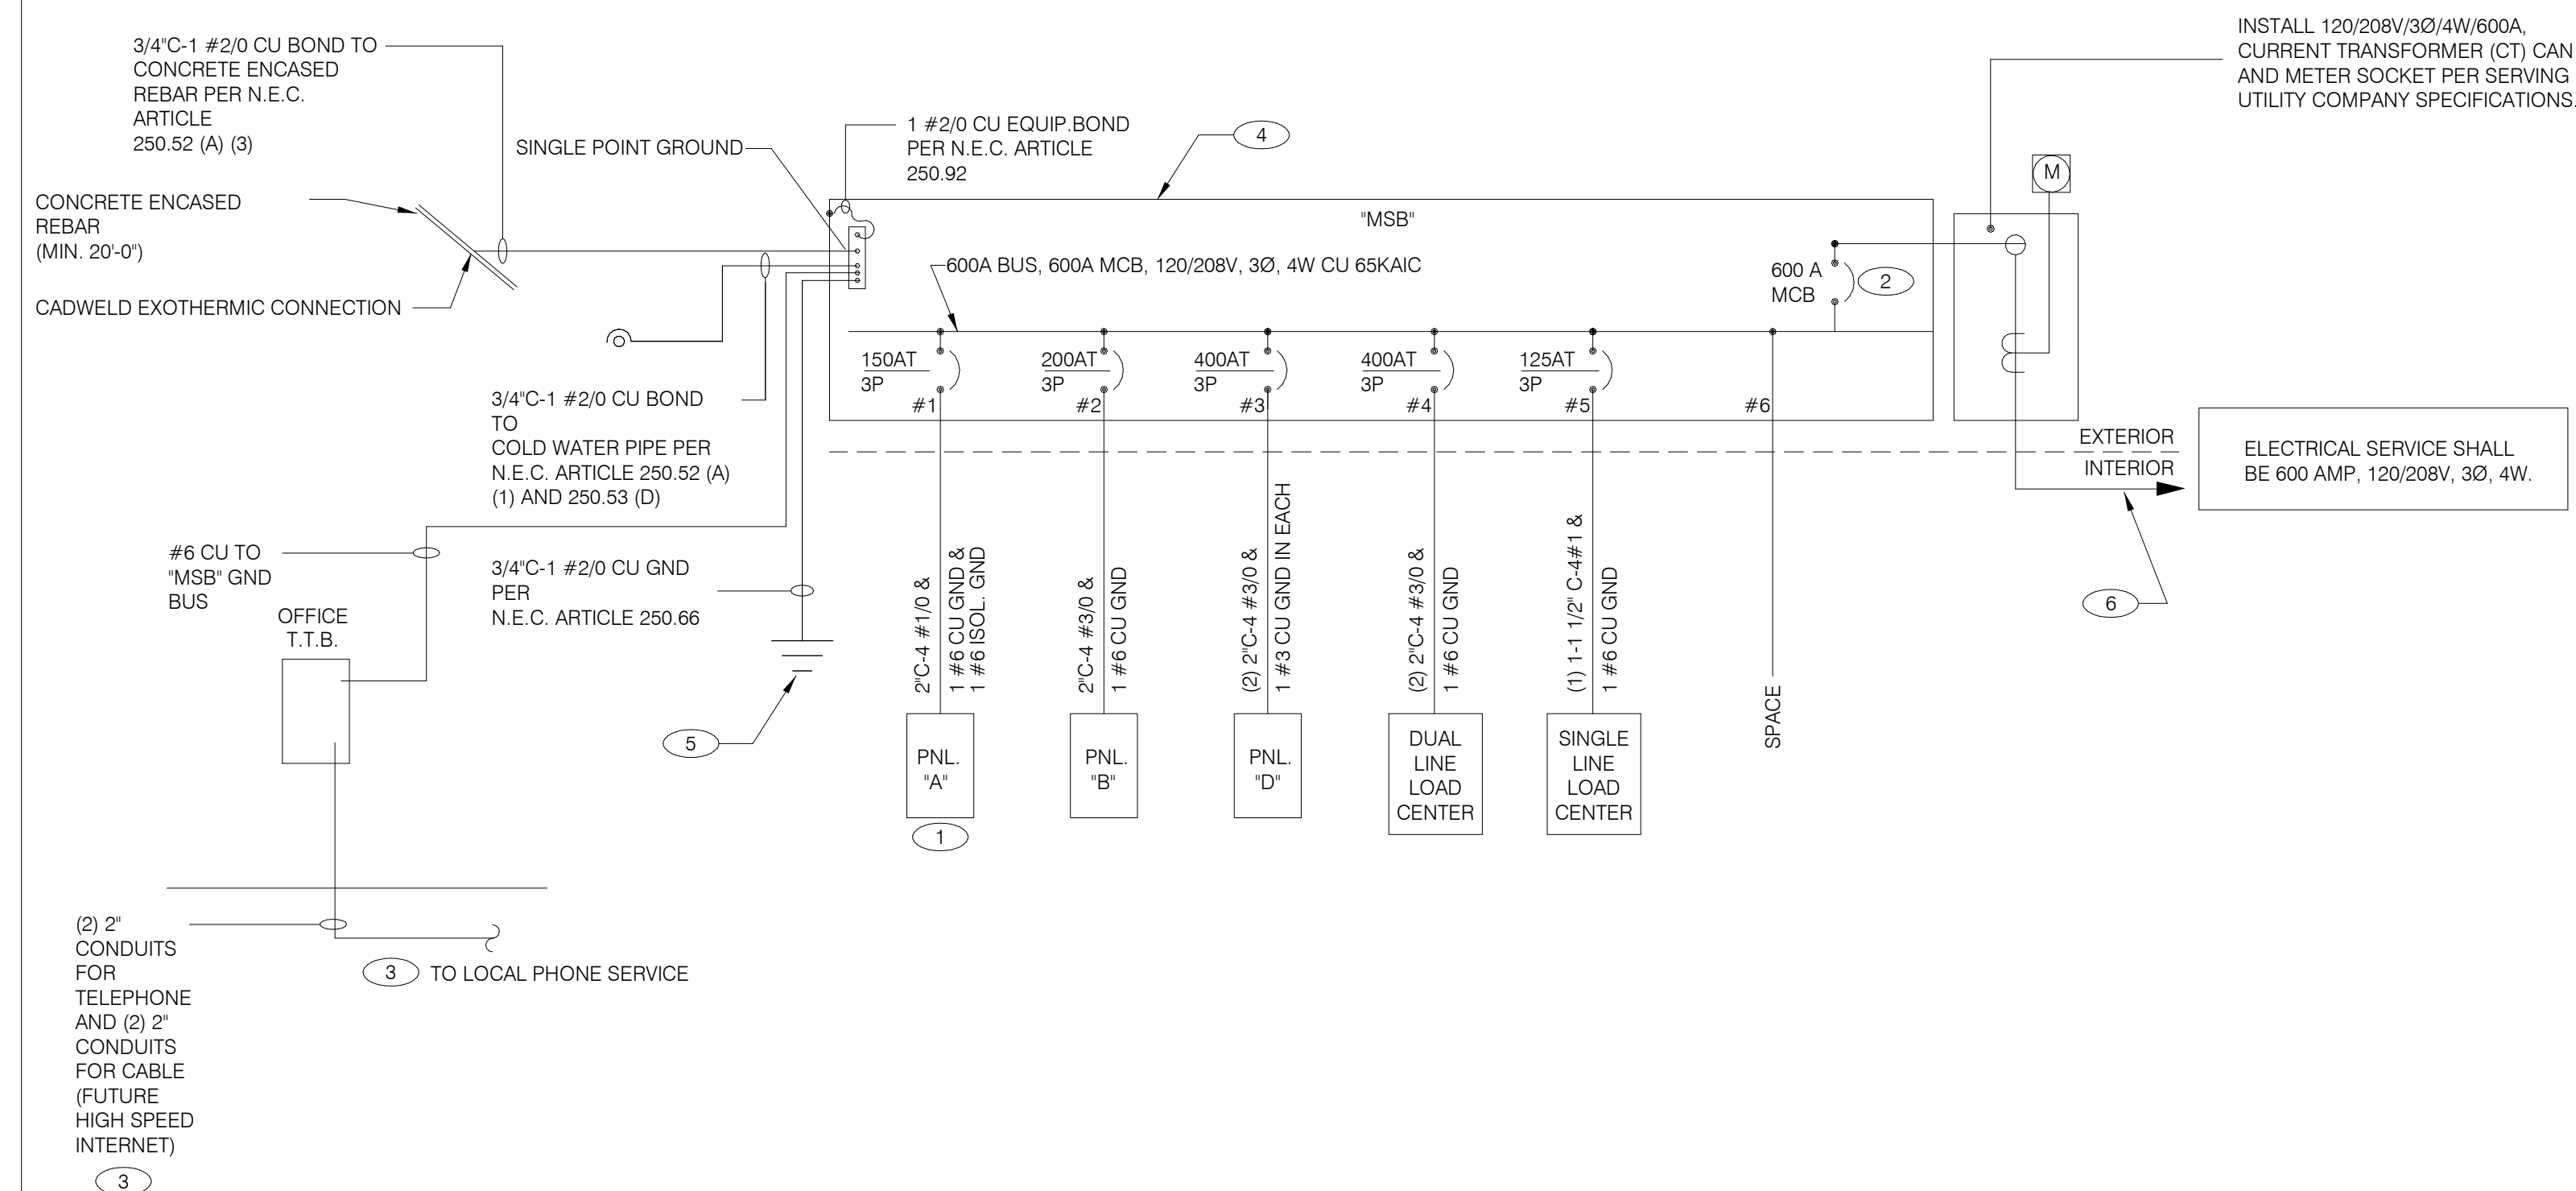 3/4"C-1 #2/0 CU BOND TO
CONCRETE ENCASED
REBAR PER N.E.C.
ARTICLE
250.52 (A) (3)
SINGLE POINT GROUND
1 #2/0 CU EQUIP.BOND
PER N.E.C. ARTICLE
250.92
4
INSTALL 120/208V/3Ø/4W/600A,
CURRENT TRANSFORMER (CT) CAN
AND METER SOCKET PER SERVING
UTILITY COMPANY SPECIFICATIONS.
M
CONCRETE ENCASED
REBAR
(MIN. 20'-0")
CADWELD EXOTHERMIC CONNECTION
"MSB"
600A BUS, 600A MCB, 120/208V, 3Ø, 4W CU 65KAIC
600 A
MCB
2
150AT
3P
#1
200AT
3P
#2
400AT
3P
#3
400AT
3P
#4
125AT
3P
#5
#6
EXTERIOR
INTERIOR
ELECTRICAL SERVICE SHALL
BE 600 AMP, 120/208V, 3Ø, 4W.
6
3/4"C-1 #2/0 CU BOND
TO
COLD WATER PIPE PER
N.E.C. ARTICLE 250.52 (A)
(1) AND 250.53 (D)
#6 CU TO
"MSB" GND
BUS
OFFICE
T.T.B.
3/4"C-1 #2/0 CU GND
PER
N.E.C. ARTICLE 250.66
5
2"C-4 #1/0 &
1 #6 CU GND &
1 #6 ISOL. GND
2"C-4 #3/0 &
1 #6 CU GND
(2) 2"C-4 #3/0 &
1 #3 CU GND IN EACH
(2) 2"C-4 #3/0 &
1 #6 CU GND
(1) 1-1 1/2" C-4#1 &
1 #6 CU GND
SPACE
PNL.
"A"
1
PNL.
"B"
PNL.
"D"
DUAL
LINE
LOAD
CENTER
SINGLE
LINE
LOAD
CENTER
(2) 2"
CONDUITS
FOR
TELEPHONE
AND (2) 2"
CONDUITS
FOR CABLE
(FUTURE
HIGH SPEED
INTERNET)
3
3 TO LOCAL PHONE SERVICE